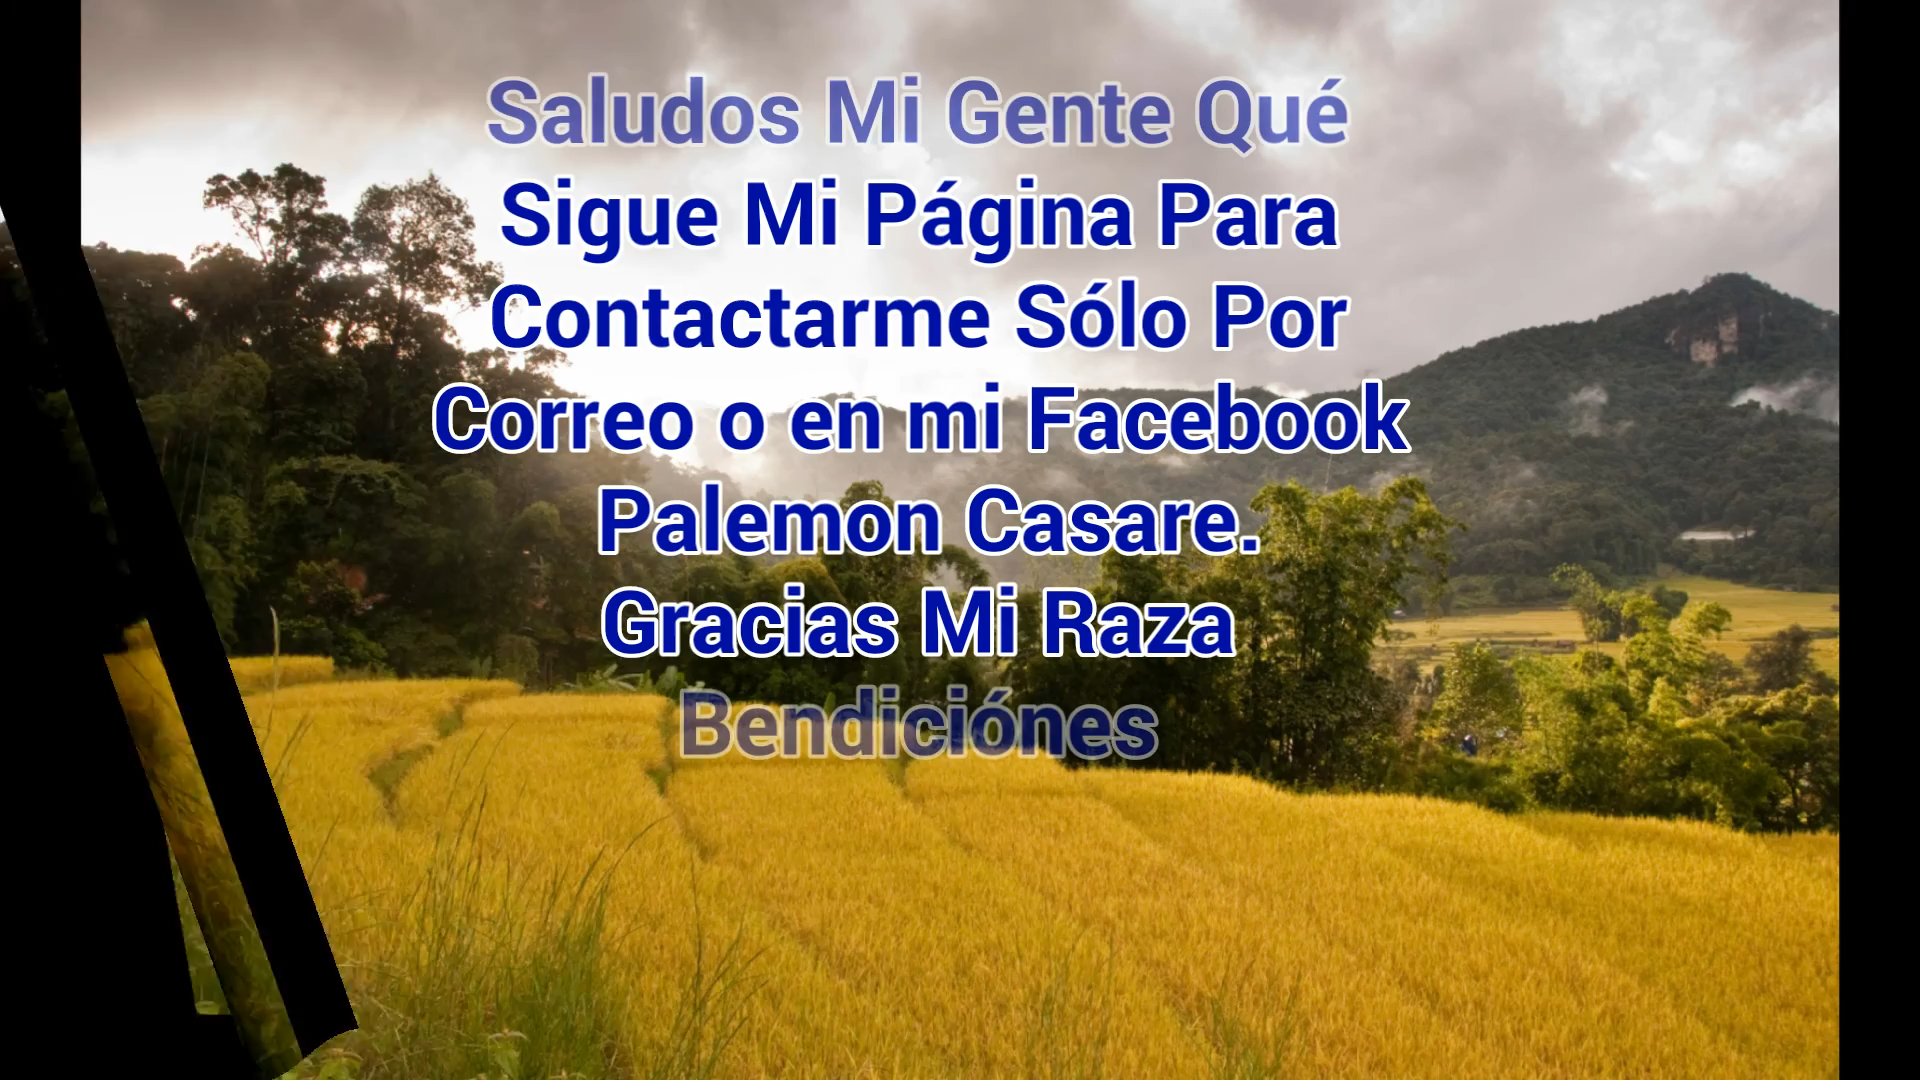 Saludos Mi Gente Qué
Sigue Mi Página Para
Contactarme Sólo Por
Correo o en mi Facebook
Palemon Casare.
Gracias Mi Raza
Bendiciónes